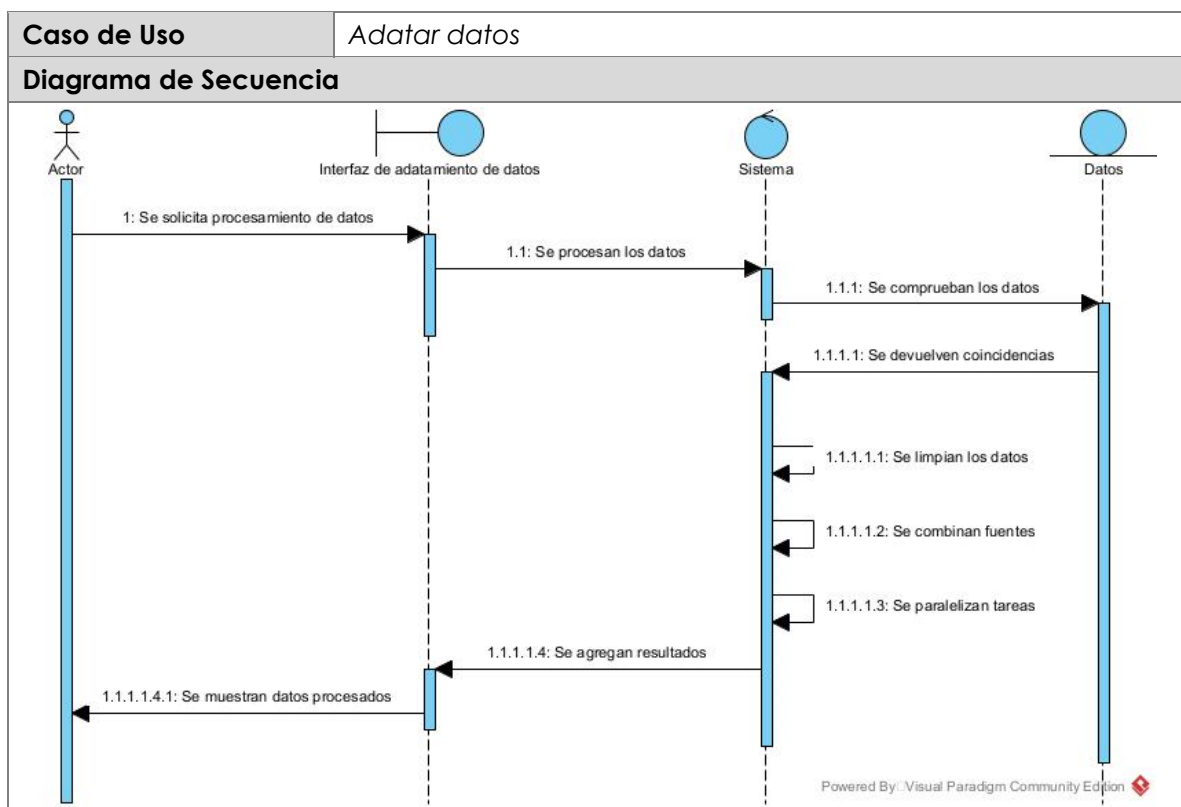 Caso de Uso
Adatar datos
Diagrama de Secuencia
Actor
Interfaz de adatamiento de datos
Sistema
Datos
1: Se solicita procesamiento de datos
1.1: Se procesan los datos
1.1.1: Se comprueban los datos
1.1.1.1: Se devuelven coincidencias
1.1.1.1.1: Se limpian los datos
1.1.1.1.2: Se combinan fuentes
1.1.1.1.3: Se paralelizan tareas
1.1.1.1.4: Se agregan resultados
1.1.1.1.4.1: Se muestran datos procesados
Powered By Visual Paradigm Community Edition